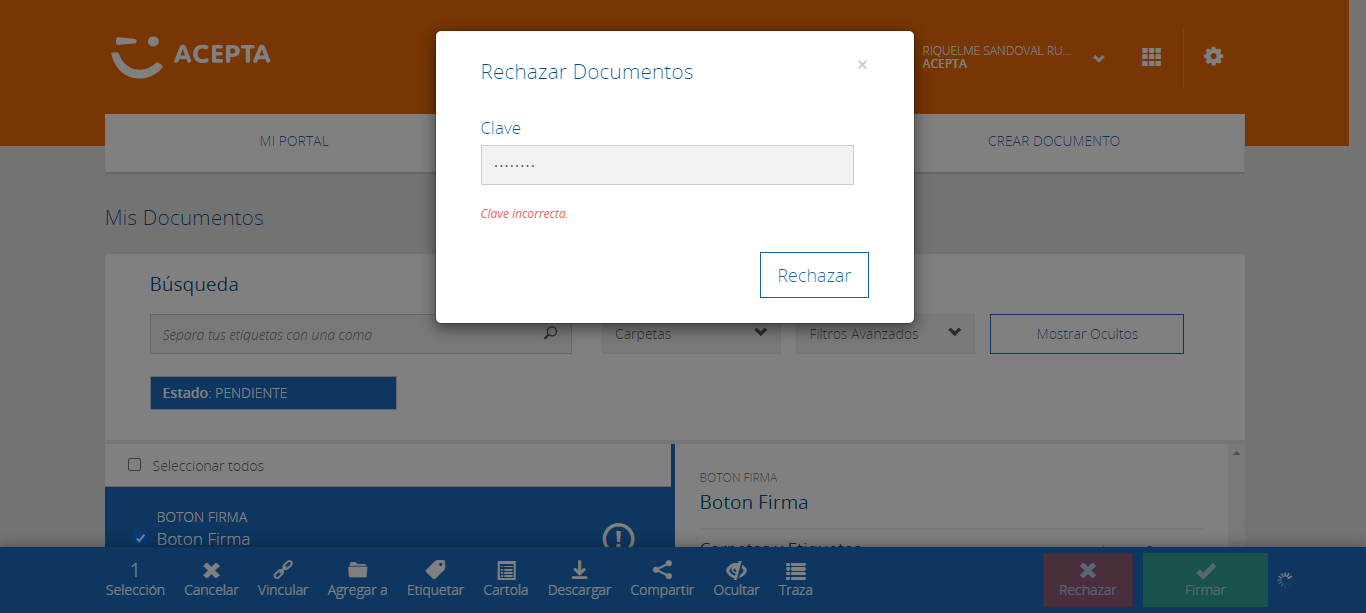 ACEPTA
RIQUELME SANDOVAL RU...
ACEPTA
Rechazar Documentos
×
Clave
........
Clave incorrecta.
Rechazar
MI PORTAL
CREAR DOCUMENTO
Mis Documentos
Búsqueda
Separa tus etiquetas con una coma
Carpetas
Filtros Avanzados
Mostrar Ocultos
Estado: PENDIENTE
Seleccionar todos
BOTON FIRMA
Boton Firma
BOTON FIRMA
Boton Firma
Carpetas y Etiquetas
1
Selección
Cancelar
Vincular
Agregar a
Etiquetar
Cartola
Descargar
Compartir
Ocultar
Traza
Rechazar
Firmar